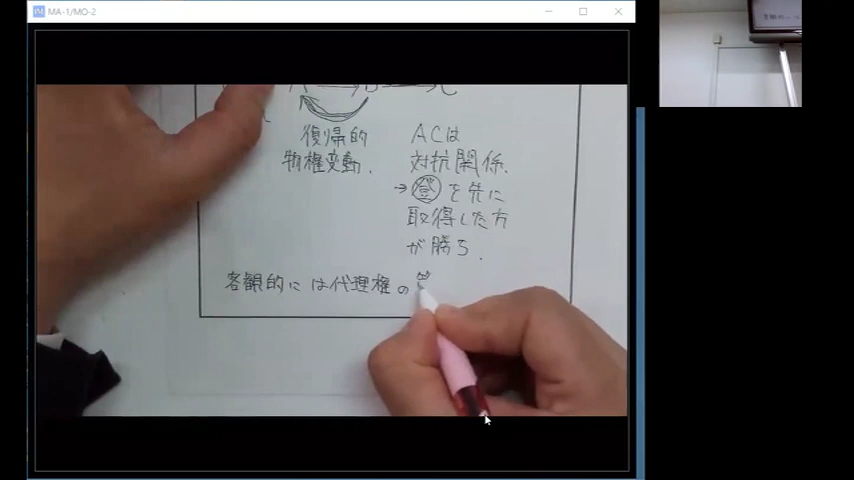 MA-1/MO-2
復帰的
物権変動.
ACは
対抗関係.
→登を先に
取得した方
が勝つ.
客観的には代理権の